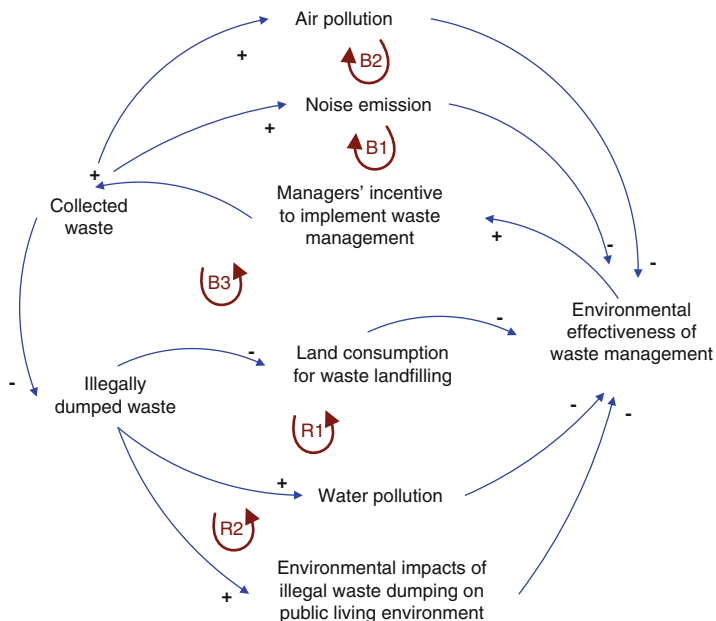 Air pollution
+
B2
Noise emission
+
B1
+
Collected
waste
Managers' incentive
to implement waste
management
+
-
-
B3
Environmental
effectiveness of
waste management
-
-
Land consumption
for waste landfilling
-
Illegally
dumped waste
R1
-
-
+
Water pollution
R2
Environmental impacts of
illegal waste dumping on
public living environment
+